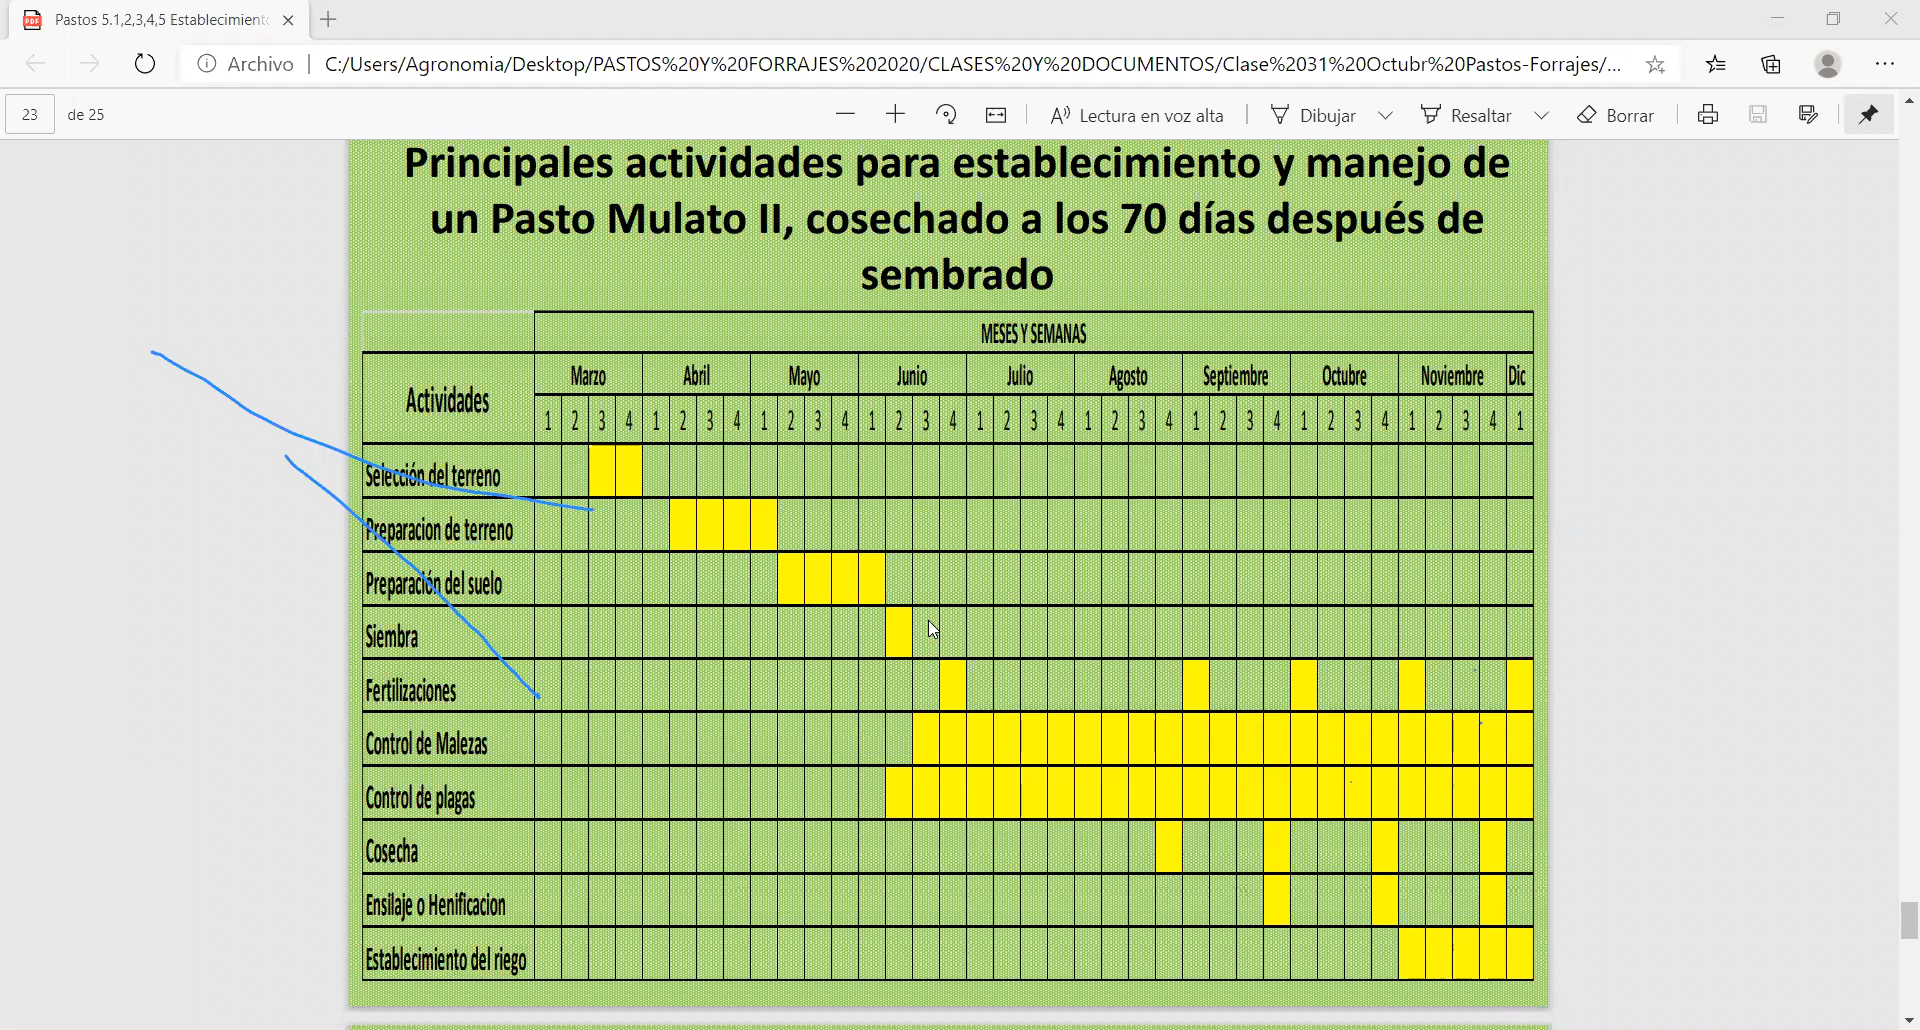 Pastos 5.1,2,3,4,5 Establecimient
Archivo | C:/Users/Agronomia/Desktop/PASTOS%20Y%20FORRAJES%202020/CLASES%20Y%20DOCUMENTOS/Clase%2031%20Octubr%20Pastos-Forrajes/...
23 de 25 Lectura en voz alta Dibujar Resaltar Borrar
Principales actividades para establecimiento y manejo de
un Pasto Mulato II, cosechado a los 70 días después de
sembrado
MESES Y SEMANAS
Actividades
Marzo Abril Mayo Junio Julio Agosto Septiembre Octubre Noviembre Dic
1 2 3 4 1 2 3 4 1 2 3 4 1 2 3 4 1 2 3 4 1 2 3 4 1 2 3 4 1 2 3 4 1 2 3 4 1
Selección del terreno
Preparacion de terreno
Preparación del suelo
Siembra
Fertilizaciones
Control de Malezas
Control de plagas
Cosecha
Ensilaje o Henificacion
Establecimiento del riego